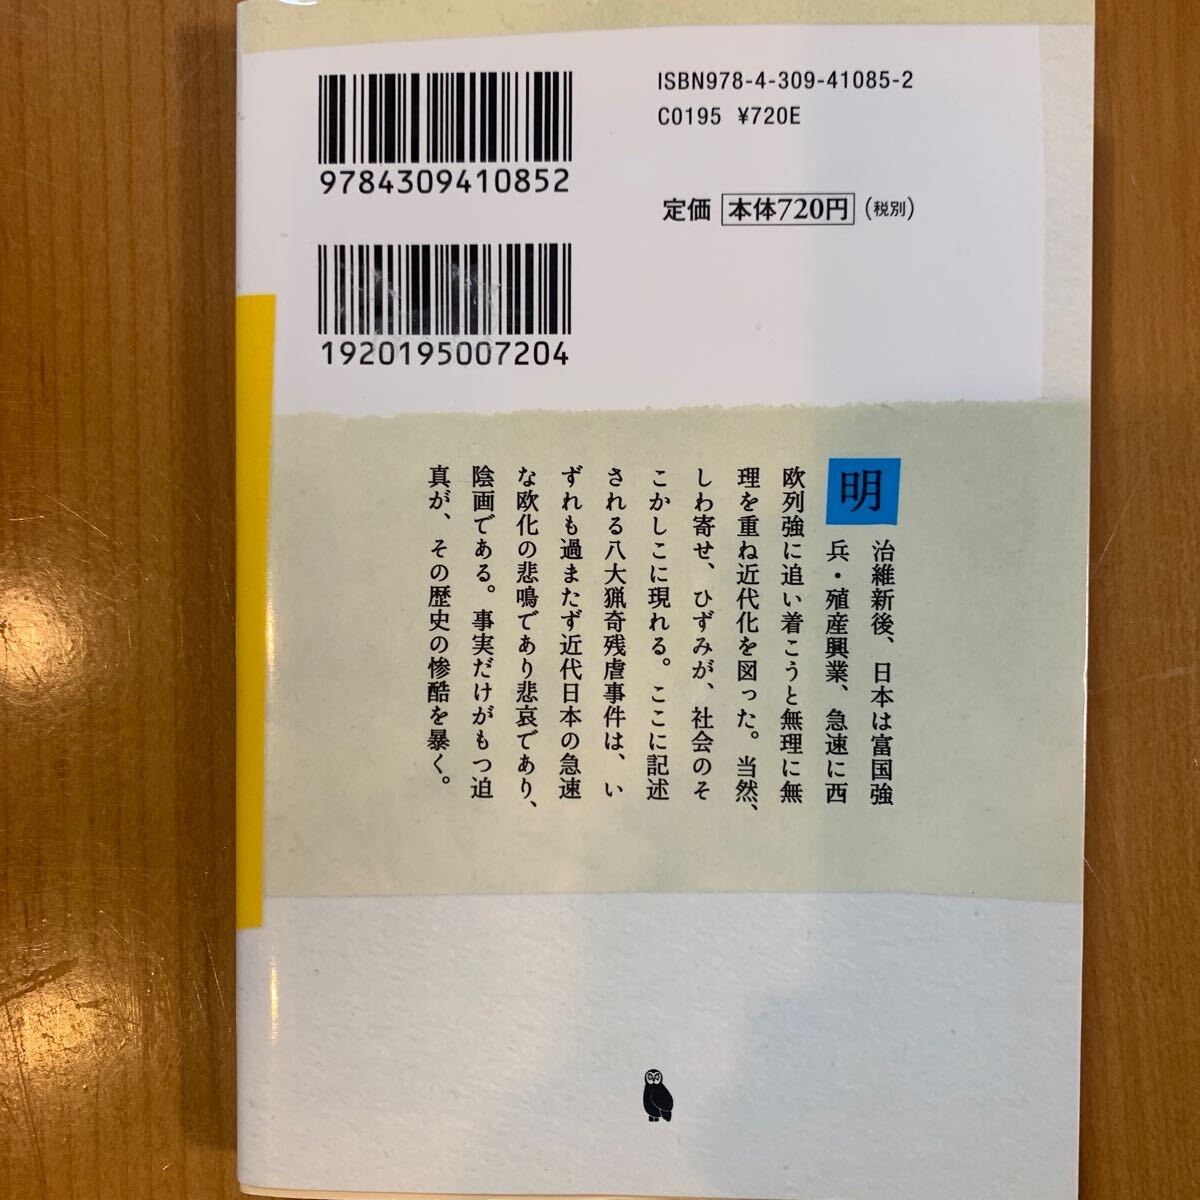 ISBN978-4-309-41085-2
C0195 ¥720E
9784309410852
定価 本体720円(税別)
1920195007204
明治維新後、日本は富国強
兵・殖産興業、急速に西
欧列強に追い着こうと無理に無
理を重ね近代化を図った。当然、
しわ寄せ、ひずみが、社会のそ
こかしこに現れる。ここに記述
される八大猟奇残虐事件は、い
ずれも過またず近代日本の急速
な欧化の悲鳴であり悲哀であり、
陰画である。事実だけがもつ迫
真が、その歴史の惨酷を暴く。